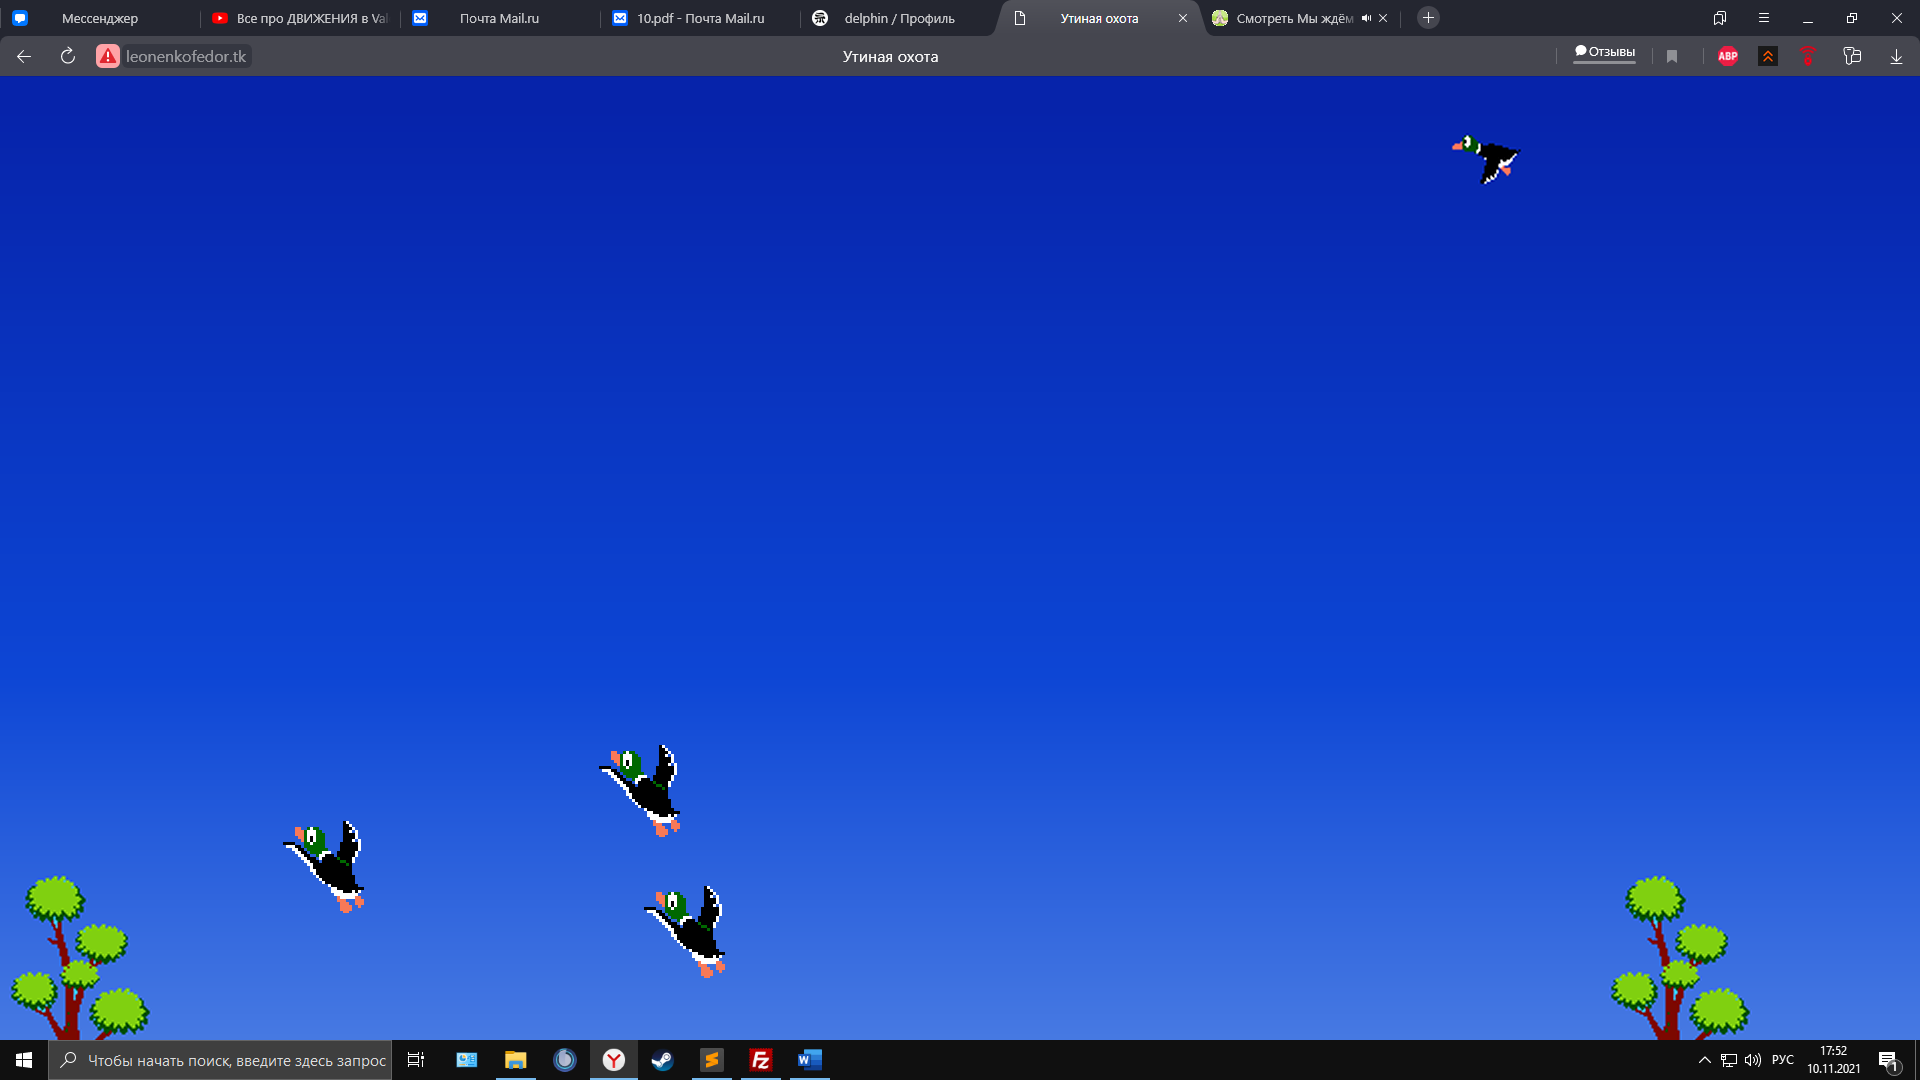 Мессенджер
Все про ДВИЖЕНИЯ в Val
Почта Mail.ru
10.pdf - Почта Mail.ru
delphin / Профиль
Утиная охота
Смотреть Мы ждём
leonenkofedor.tk
Утиная охота
Отзывы
ABP
Чтобы начать поиск, введите здесь запрос
РУС
17:52
10.11.2021
1